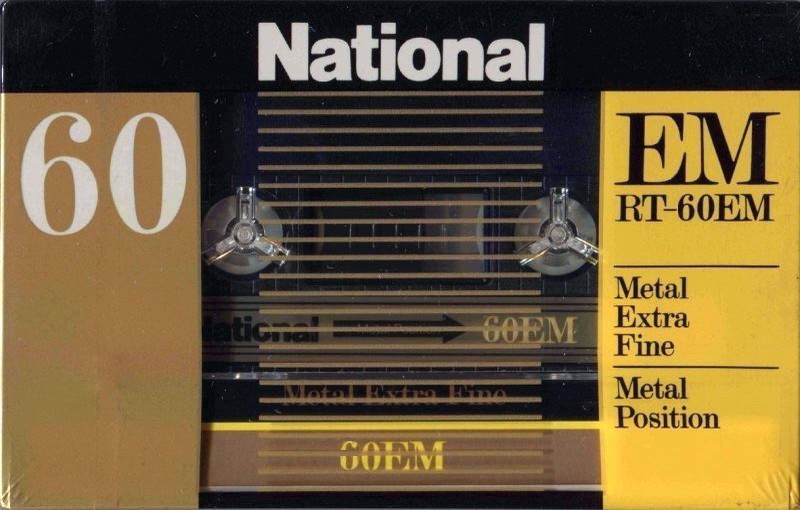 National
60
EM
RT-60EM
Metal
Extra
Fine
Metal
Position
National 60EM
Metal Extra Fine
60EM